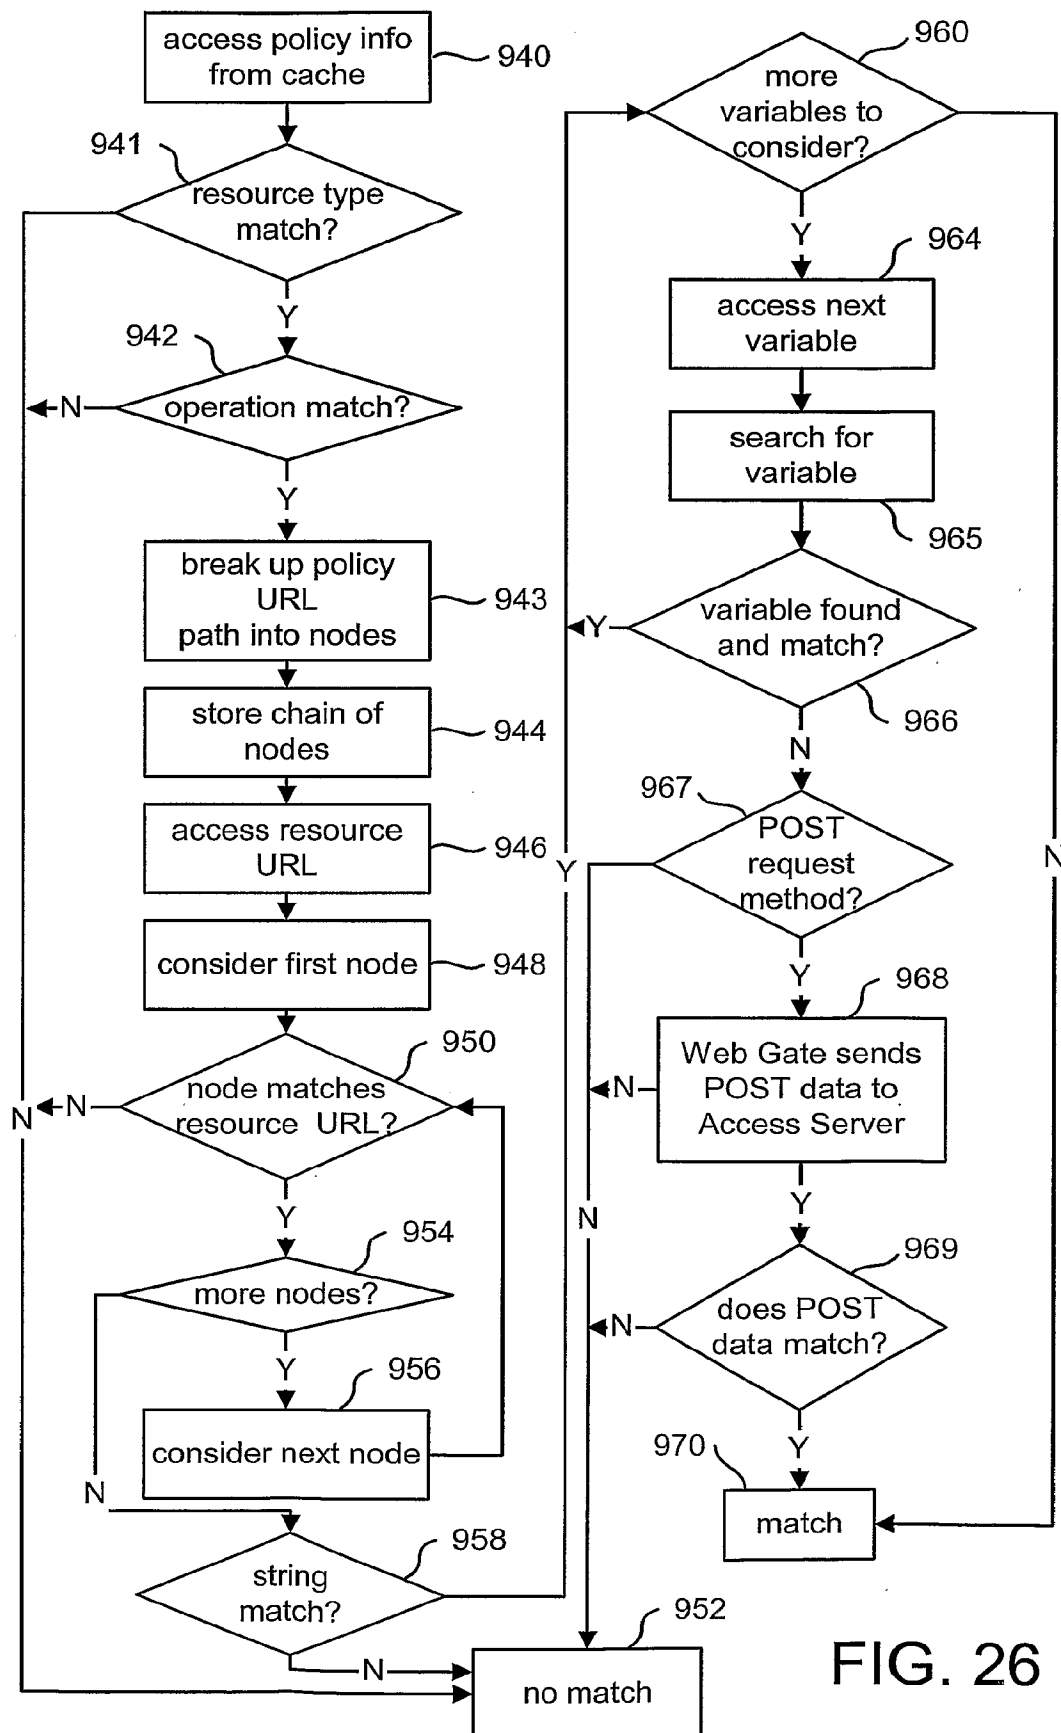 access policy info
from cache
940
941
resource type
match?
Y
942
operation match?
N
Y
break up policy
URL
path into nodes
943
store chain of
nodes
944
access resource
URL
946
consider first node
948
950
node matches
resource URL?
N
N
Y
954
more nodes?
Y
956
consider next node
N
958
string
match?
N
Y
960
more
variables to
consider?
Y
N
964
access next
variable
search for
variable
965
variable found
and match?
Y
966
N
967
POST
request
method?
Y
968
Web Gate sends
POST data to
Access Server
N
Y
N
969
does POST
data match?
N
Y
970
match
952
no match
FIG. 26